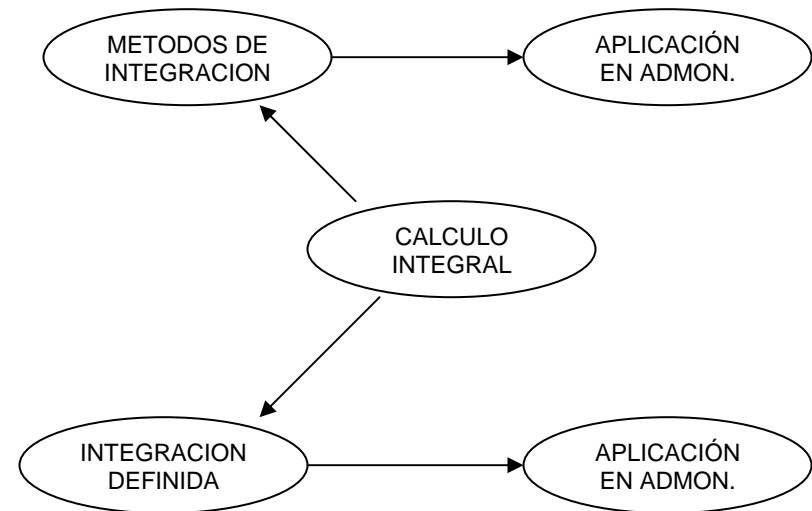 METODOS DE
INTEGRACION
APLICACIÓN
EN ADMON.
CALCULO
INTEGRAL
INTEGRACION
DEFINIDA
APLICACIÓN
EN ADMON.